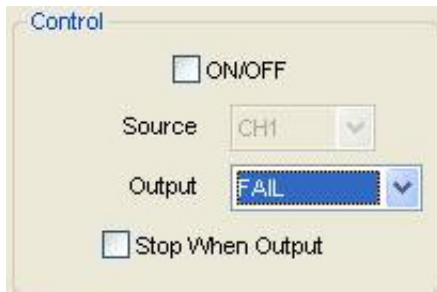 Control
ON/OFF
Source CH1
Output FAIL
Stop When Output